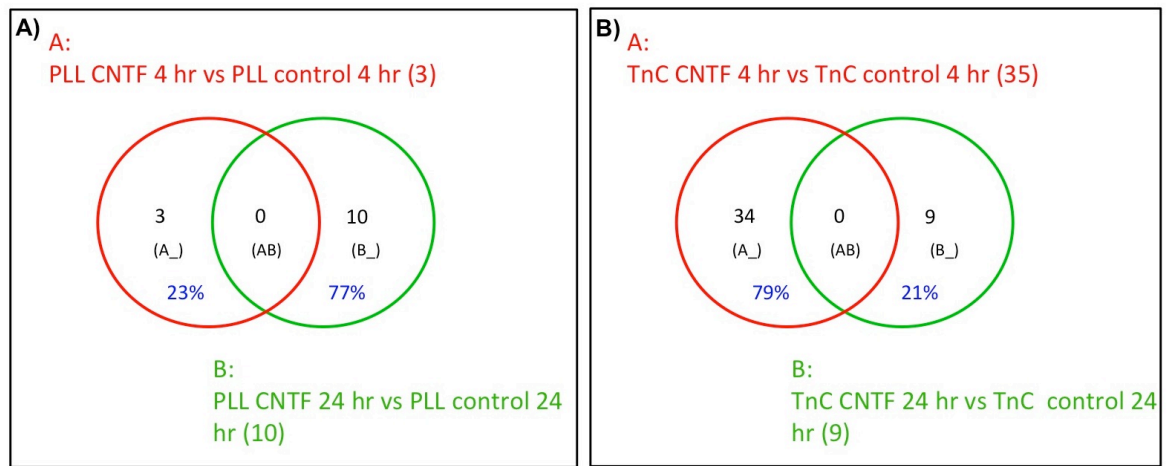 A)
A:
PLL CNTF 4 hr vs PLL control 4 hr (3)
3
0
10
(A_)
(AB)
(B_)
23%
77%
B:
PLL CNTF 24 hr vs PLL control 24
hr (10)
B)
A:
TnC CNTF 4 hr vs TnC control 4 hr (35)
34
0
9
(A_)
(AB)
(B_)
79%
21%
B:
TnC CNTF 24 hr vs TnC  control 24
hr (9)